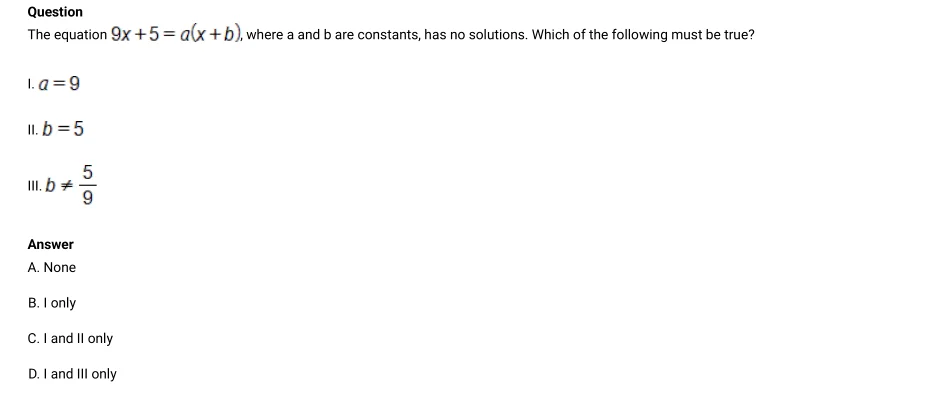 Question
The equation 9x + 5 = a(x + b), where a and b are constants, has no solutions. Which of the following must be true?
I. a = 9
II. b = 5
III. b ≠ 5/9
Answer
A. None
B. I only
C. I and II only
D. I and III only